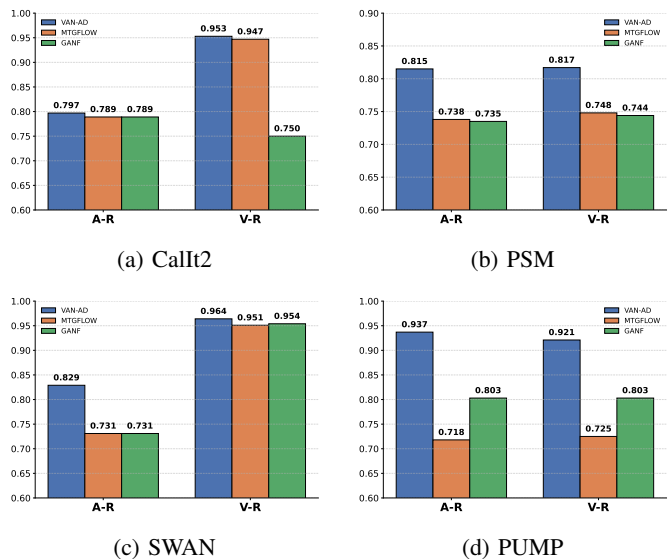 1.00
0.95
0.90
0.85
0.80
0.75
0.70
0.65
0.60
VAN-AD
MTGFLOW
GANF
0.797
0.789
0.789
0.953
0.947
0.750
A-R
V-R
(a) CalIt2
0.90
0.85
0.80
0.75
0.70
0.65
0.60
VAN-AD
MTGFLOW
GANF
0.815
0.738
0.735
0.817
0.748
0.744
A-R
V-R
(b) PSM
1.00
0.95
0.90
0.85
0.80
0.75
0.70
0.65
0.60
VAN-AD
MTGFLOW
GANF
0.829
0.731
0.731
0.964
0.951
0.954
A-R
V-R
(c) SWAN
1.00
0.95
0.90
0.85
0.80
0.75
0.70
0.65
0.60
VAN-AD
MTGFLOW
GANF
0.937
0.718
0.803
0.921
0.725
0.803
A-R
V-R
(d) PUMP